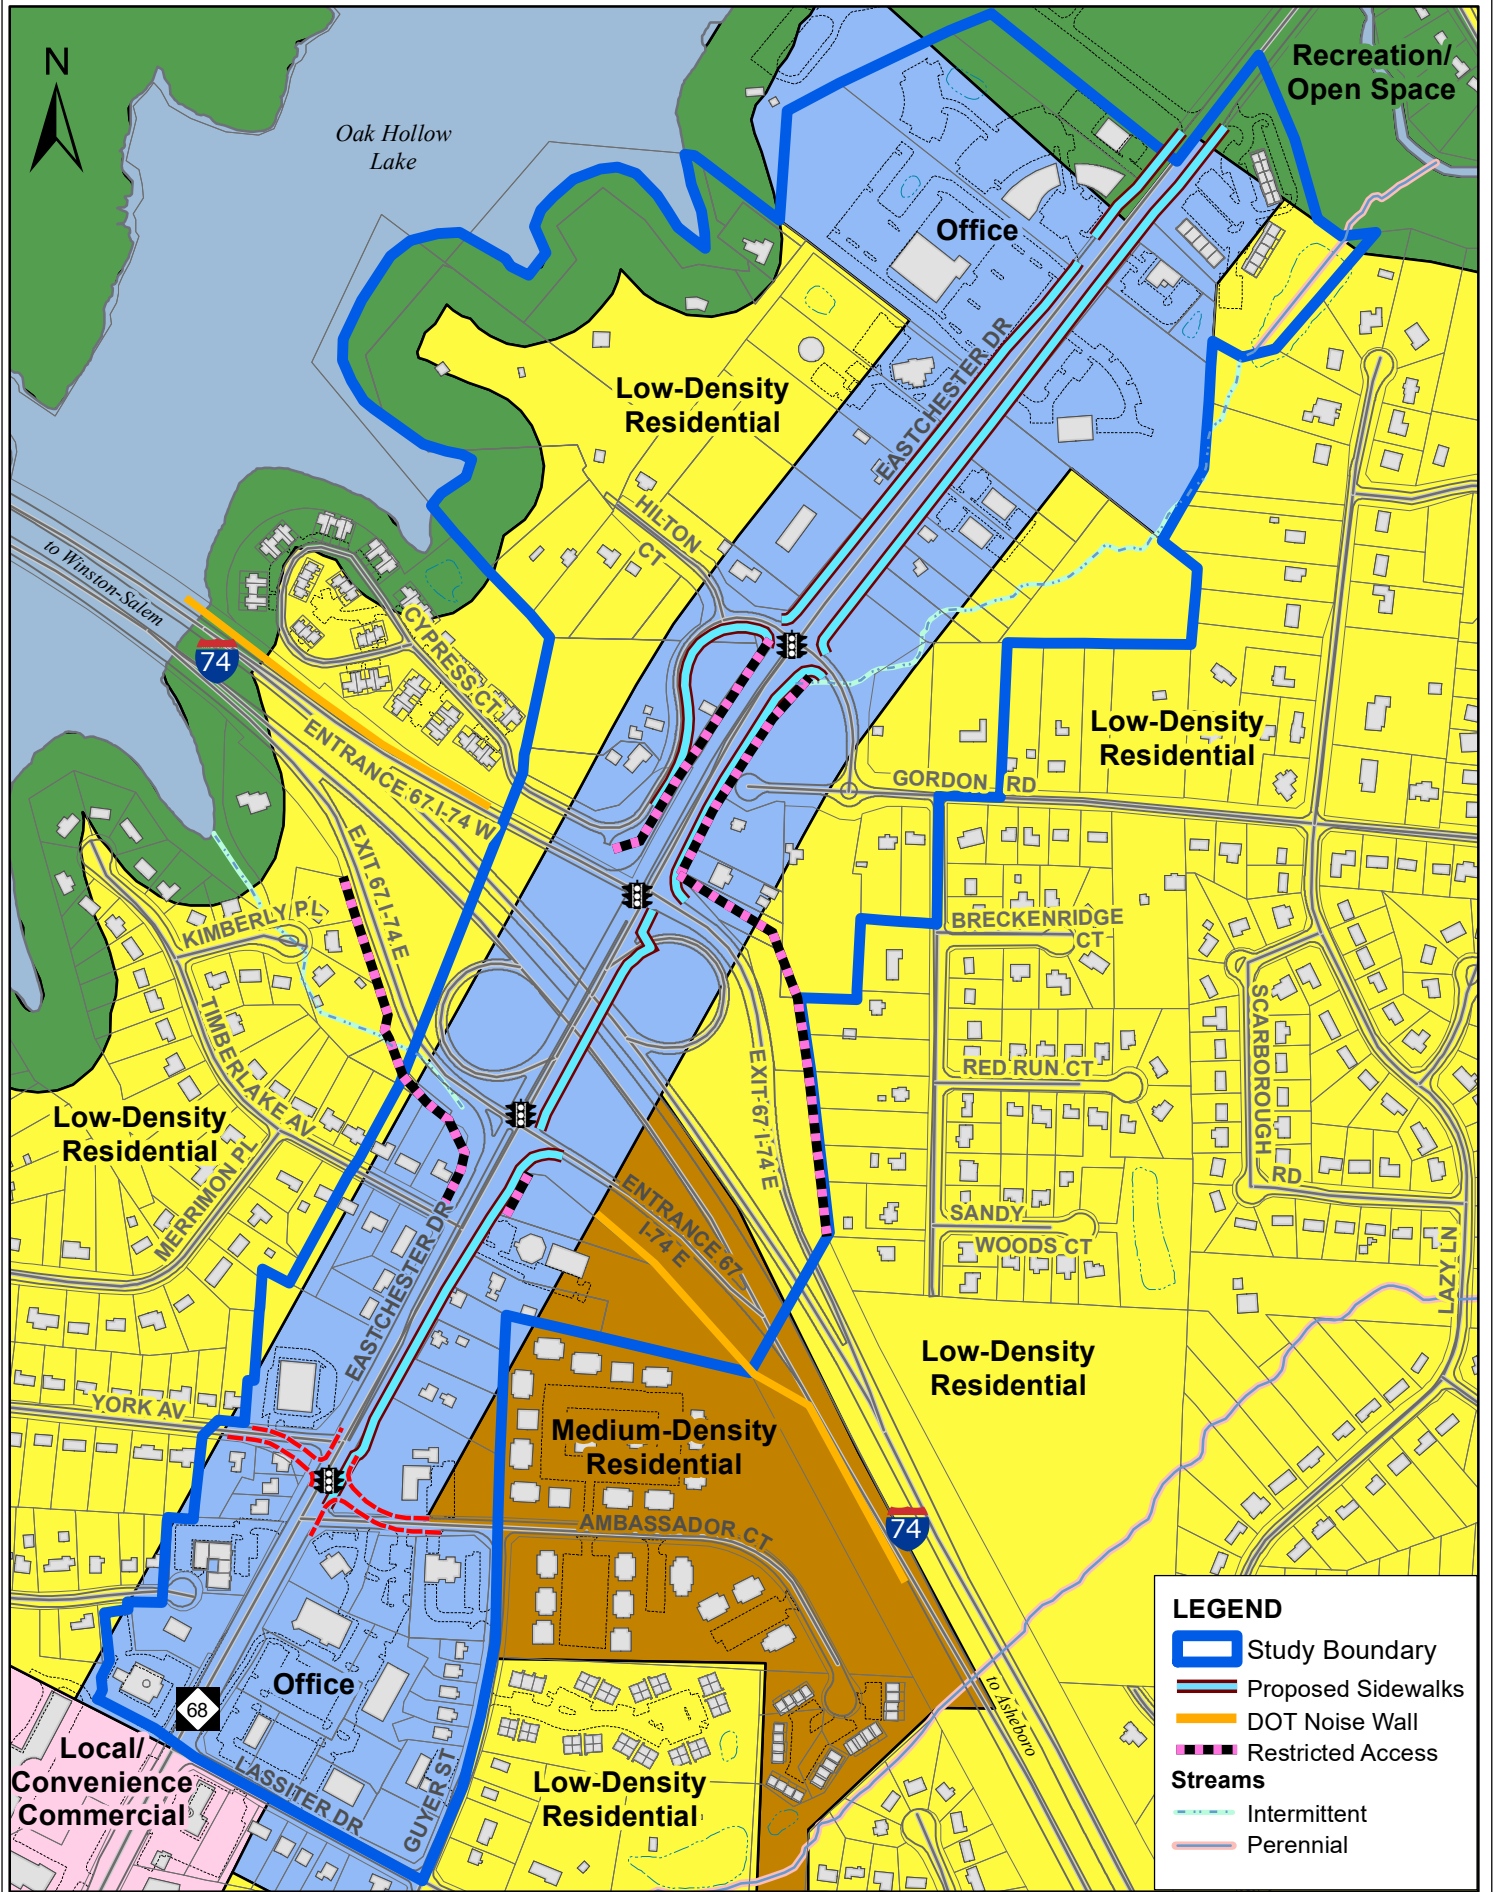 N
Oak Hollow
Lake
Recreation/
Open Space
Office
EASTCHESTER DR
Low-Density
Residential
HILTON
CT
to Winston-Salem
74
CYPRESS CT
ENTRANCE 67 I-74 W
EXIT 67 I-74 E
Low-Density
Residential
GORDON RD
BRECKENRIDGE
CT
KIMBERLY PL
TIMBERLAKE AV
MERRIMON PL
Low-Density
Residential
EXIT 67 I-74 E
RED RUN CT
SCARBOROUGH
RD
SANDY
WOODS CT
LAZY LN
ENTRANCE 67
I-74 E
EASTCHESTER DR
Low-Density
Residential
YORK AV
Medium-Density
Residential
AMBASSADOR CT
74
Office
68
Local/
Convenience
Commercial
LASSITER DR
GUYER ST
Low-Density
Residential
to Asheboro
LEGEND
Study Boundary
Proposed Sidewalks
DOT Noise Wall
Restricted Access
Streams
Intermittent
Perennial